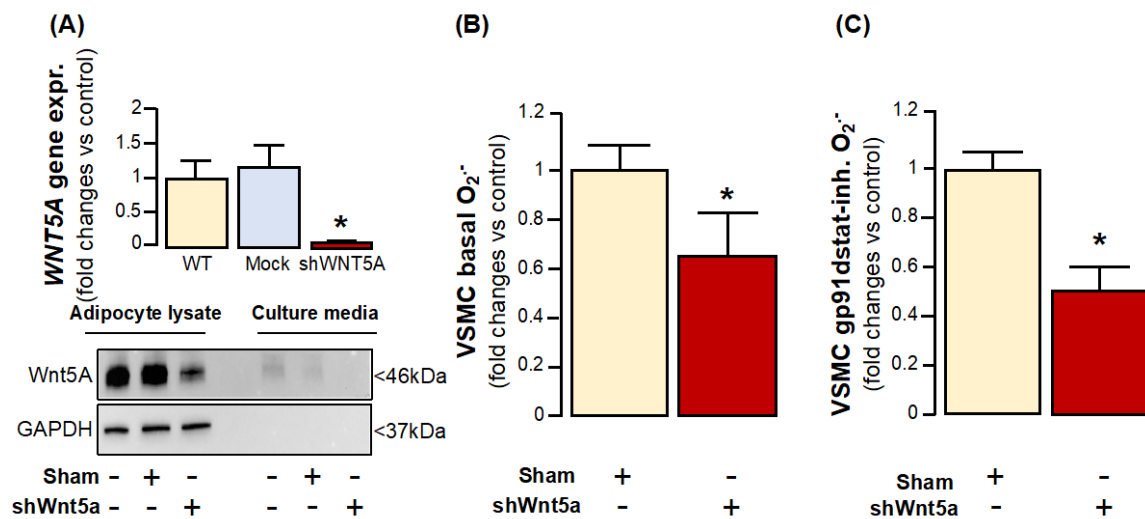 (A)
WNT5A gene expr.
(fold changes vs control)
2
1.5
1
0.5
0
WT Mock shWNT5A
*
Adipocyte lysate Culture media
Wnt5A <46kDa
GAPDH <37kDa
Sham - + - - + -
shWnt5a - - + - - +
(B)
VSMC basal O2.-
(fold changes vs control)
1.2
1
0.8
0.6
0.4
0.2
0
*
Sham + -
shWnt5a - +
(C)
VSMC gp91dstat-inh. O2.-
(fold changes vs control)
1.2
1
0.8
0.6
0.4
0.2
0
*
Sham + -
shWnt5a - +